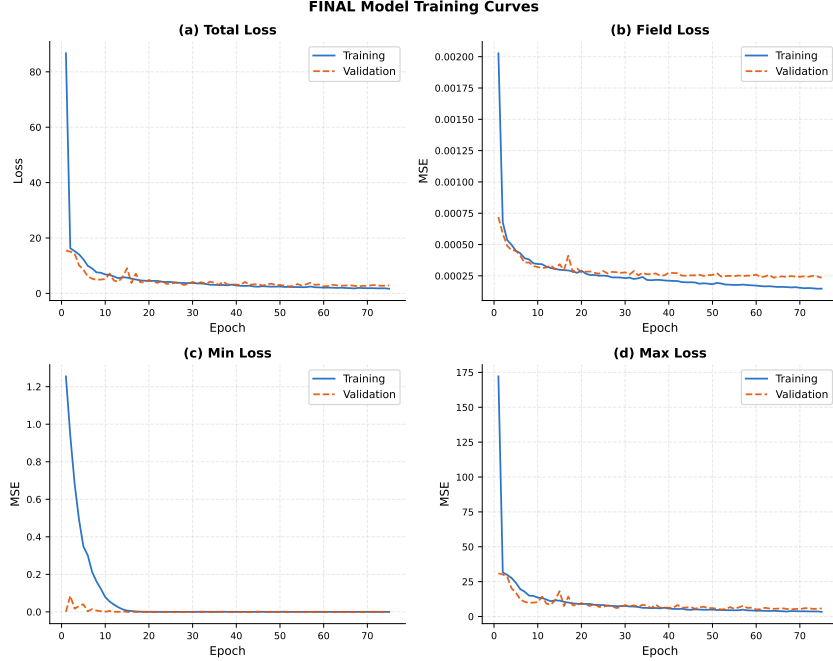 FINAL Model Training Curves
(a) Total Loss
Training
Validation
80
60
40
20
0
Loss
0 10 20 30 40 50 60 70
Epoch
(b) Field Loss
Training
Validation
0.00200
0.00175
0.00150
0.00125
0.00100
0.00075
0.00050
0.00025
MSE
0 10 20 30 40 50 60 70
Epoch
(c) Min Loss
Training
Validation
1.2
1.0
0.8
0.6
0.4
0.2
0.0
MSE
0 10 20 30 40 50 60 70
Epoch
(d) Max Loss
Training
Validation
175
150
125
100
75
50
25
0
MSE
0 10 20 30 40 50 60 70
Epoch